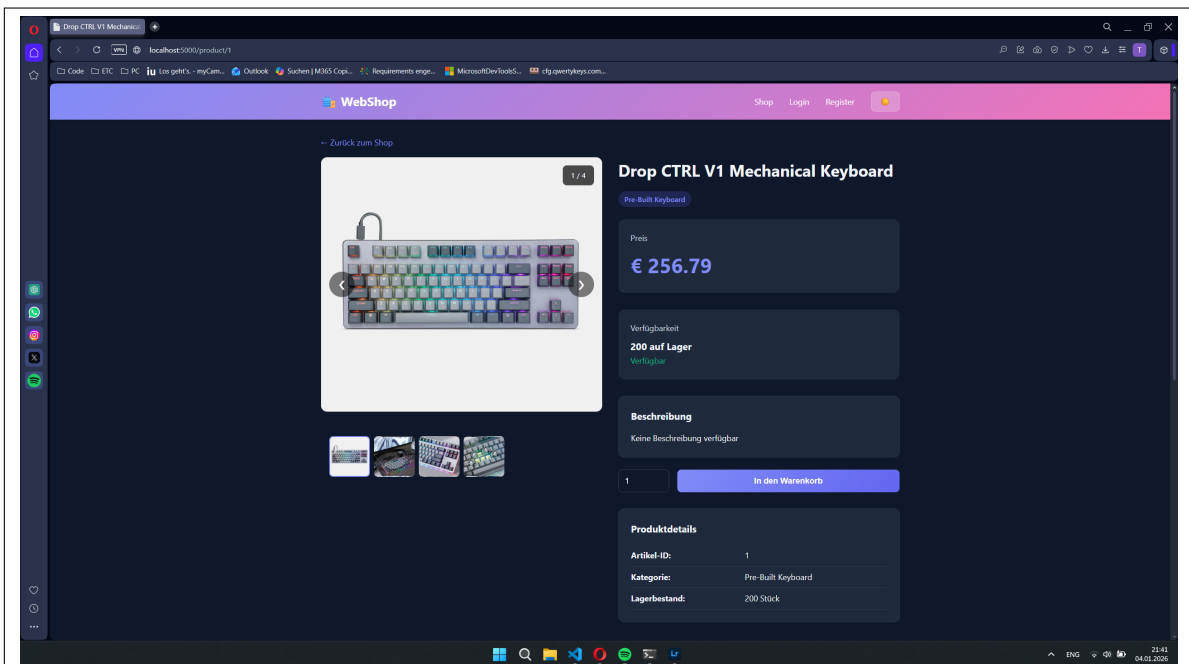 Drop CTRL V1 Mechanical
VPN localhost:5000/product/1
T
Code ETC PC iu Los geht's. - myCam... Outlook Suchen | M365 Copi... Requirements enge... MicrosoftDevToolsS... cfg.qwertykeys.com...
WebShop Shop Login Register
← Zurück zum Shop
1 / 4
Drop CTRL V1 Mechanical Keyboard
Pre-Built Keyboard
Preis
€ 256.79
Verfügbarkeit
200 auf Lager
Verfügbar
Beschreibung
Keine Beschreibung verfügbar
1 In den Warenkorb
Produktdetails
Artikel-ID: 1
Kategorie: Pre-Built Keyboard
Lagerbestand: 200 Stück
Lr
ENG 21:41
04.01.2026